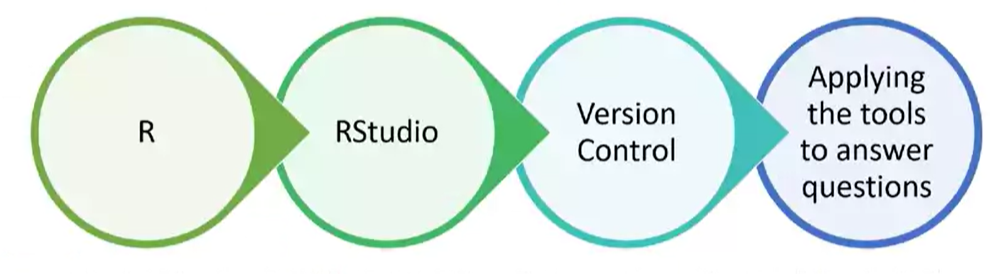 R
RStudio
Version
Control
Applying
the tools
to answer
questions